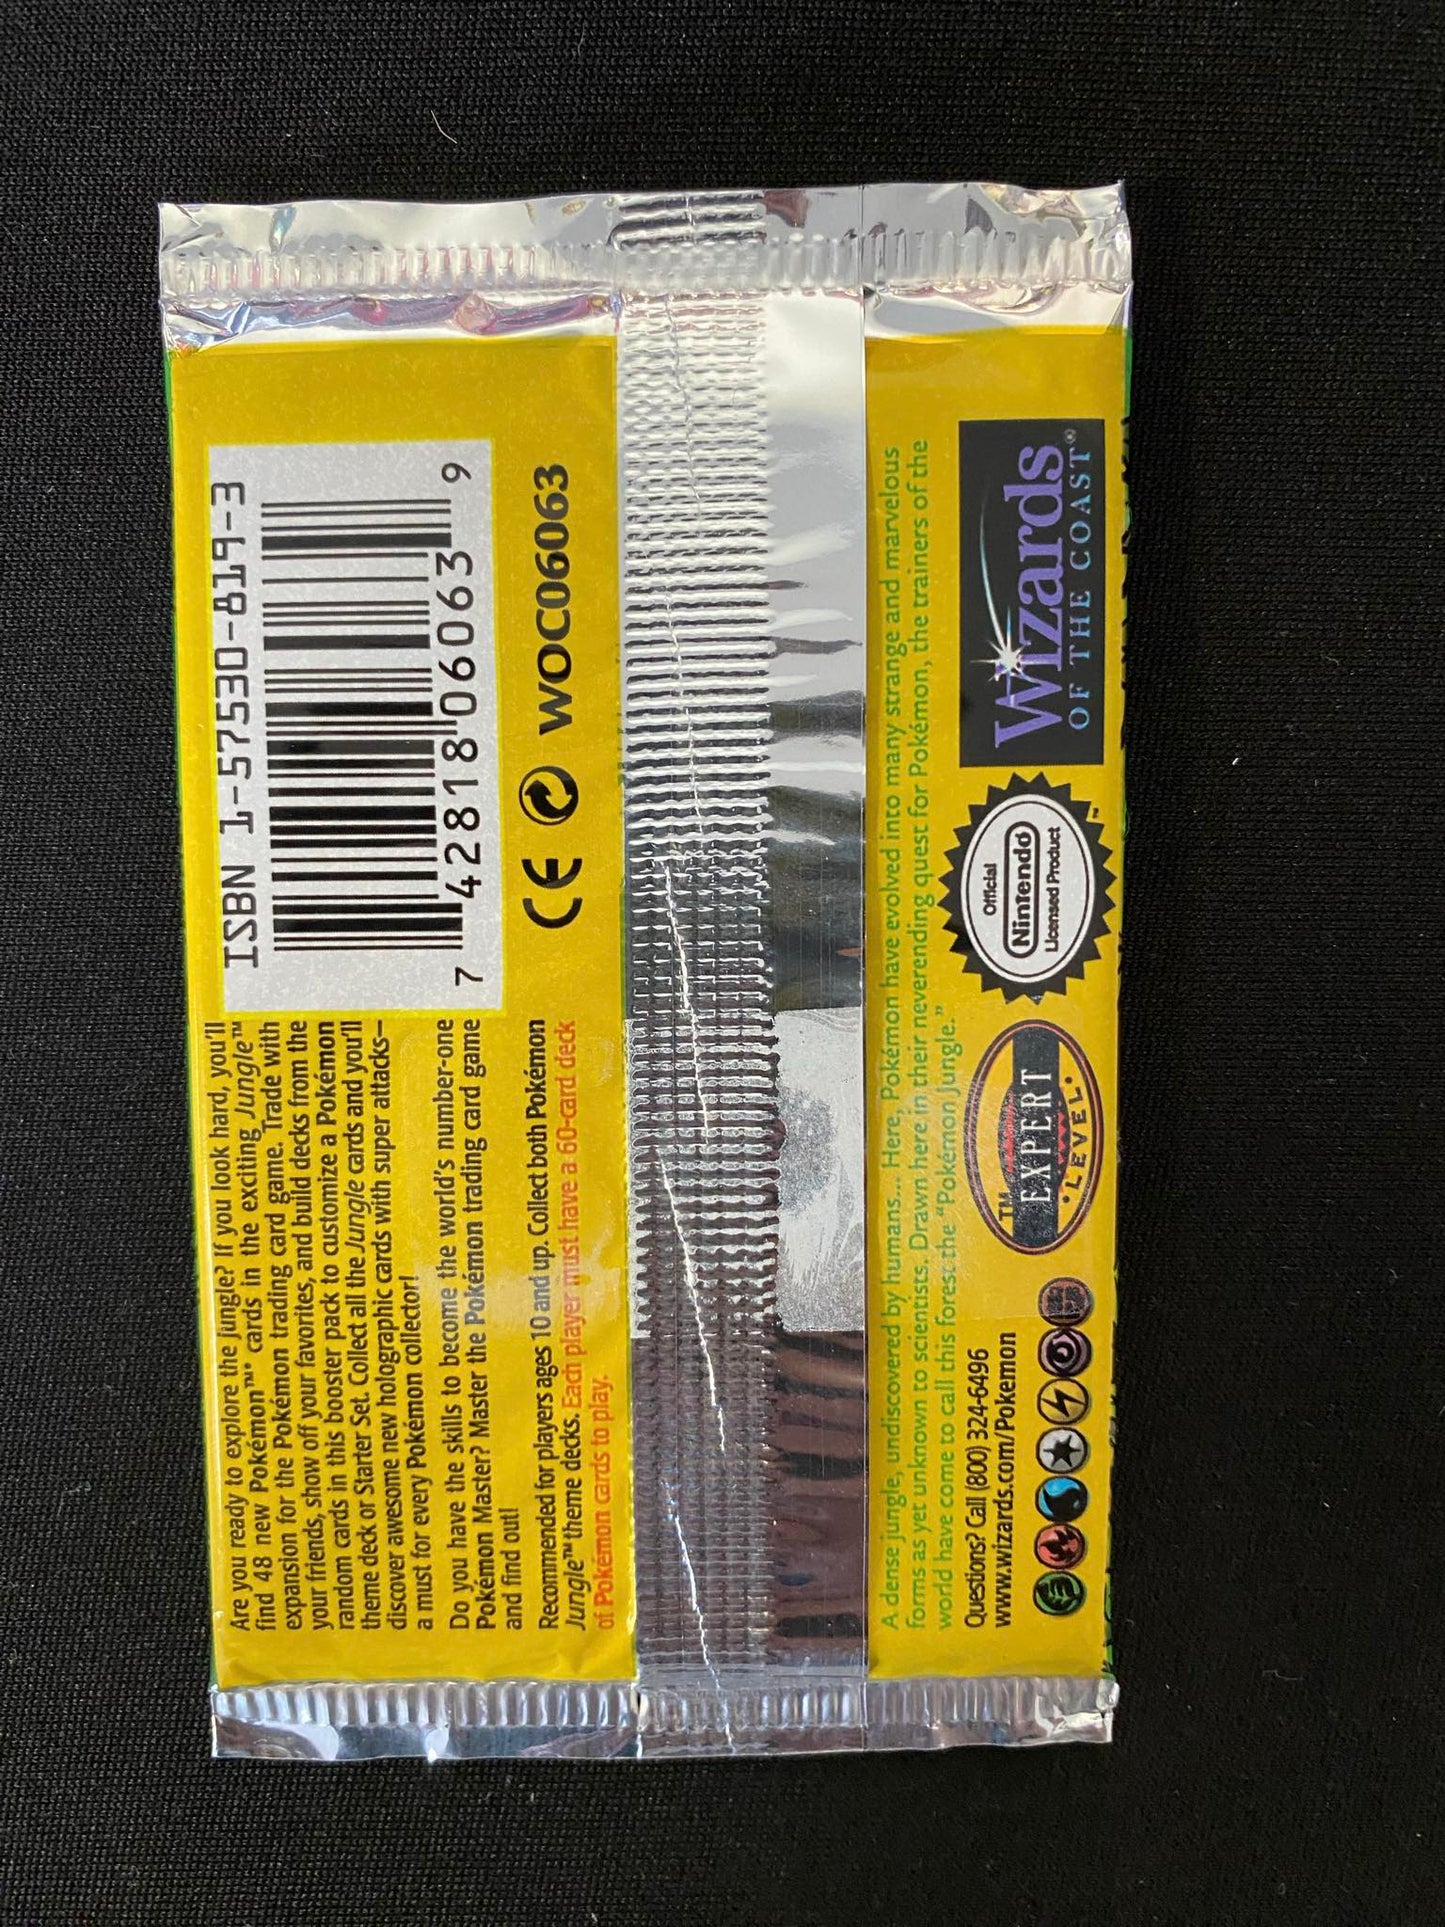 Are you ready to explore the jungle? If you look hard, you'll
find 48 new Pokémon™ cards in the exciting Jungle™
expansion for the Pokémon trading card game. Trade with
your friends, show off your favorites, and build decks from the
random cards in this booster pack to customize a Pokémon
theme deck or Starter Set. Collect all the Jungle cards and you'll
discover awesome new holographic cards with super attacks—
a must for every Pokémon collector!
Do you have the skills to become the world's number-one
Pokémon Master? Master the Pokémon trading card game
and find out!
Recommended for players ages 10 and up. Collect both Pokémon
Jungle™ theme decks. Each player must have a 60-card deck
of Pokémon cards to play.
ISBN 1-57530-819-3
7 42818 06063 9
CE WOC06063
A dense jungle, undiscovered by humans... Here, Pokémon have evolved into many strange and marvelous
forms as yet unknown to scientists. Drawn here in their neverending quest for Pokémon, the trainers of the
world have come to call this forest the "Pokémon Jungle."
Questions? Call (800) 324-6496
www.wizards.com/Pokemon
TM
EXPERT
• LEVEL •
Official
Nintendo
Licensed Product
™
Wizards
OF THE COAST®